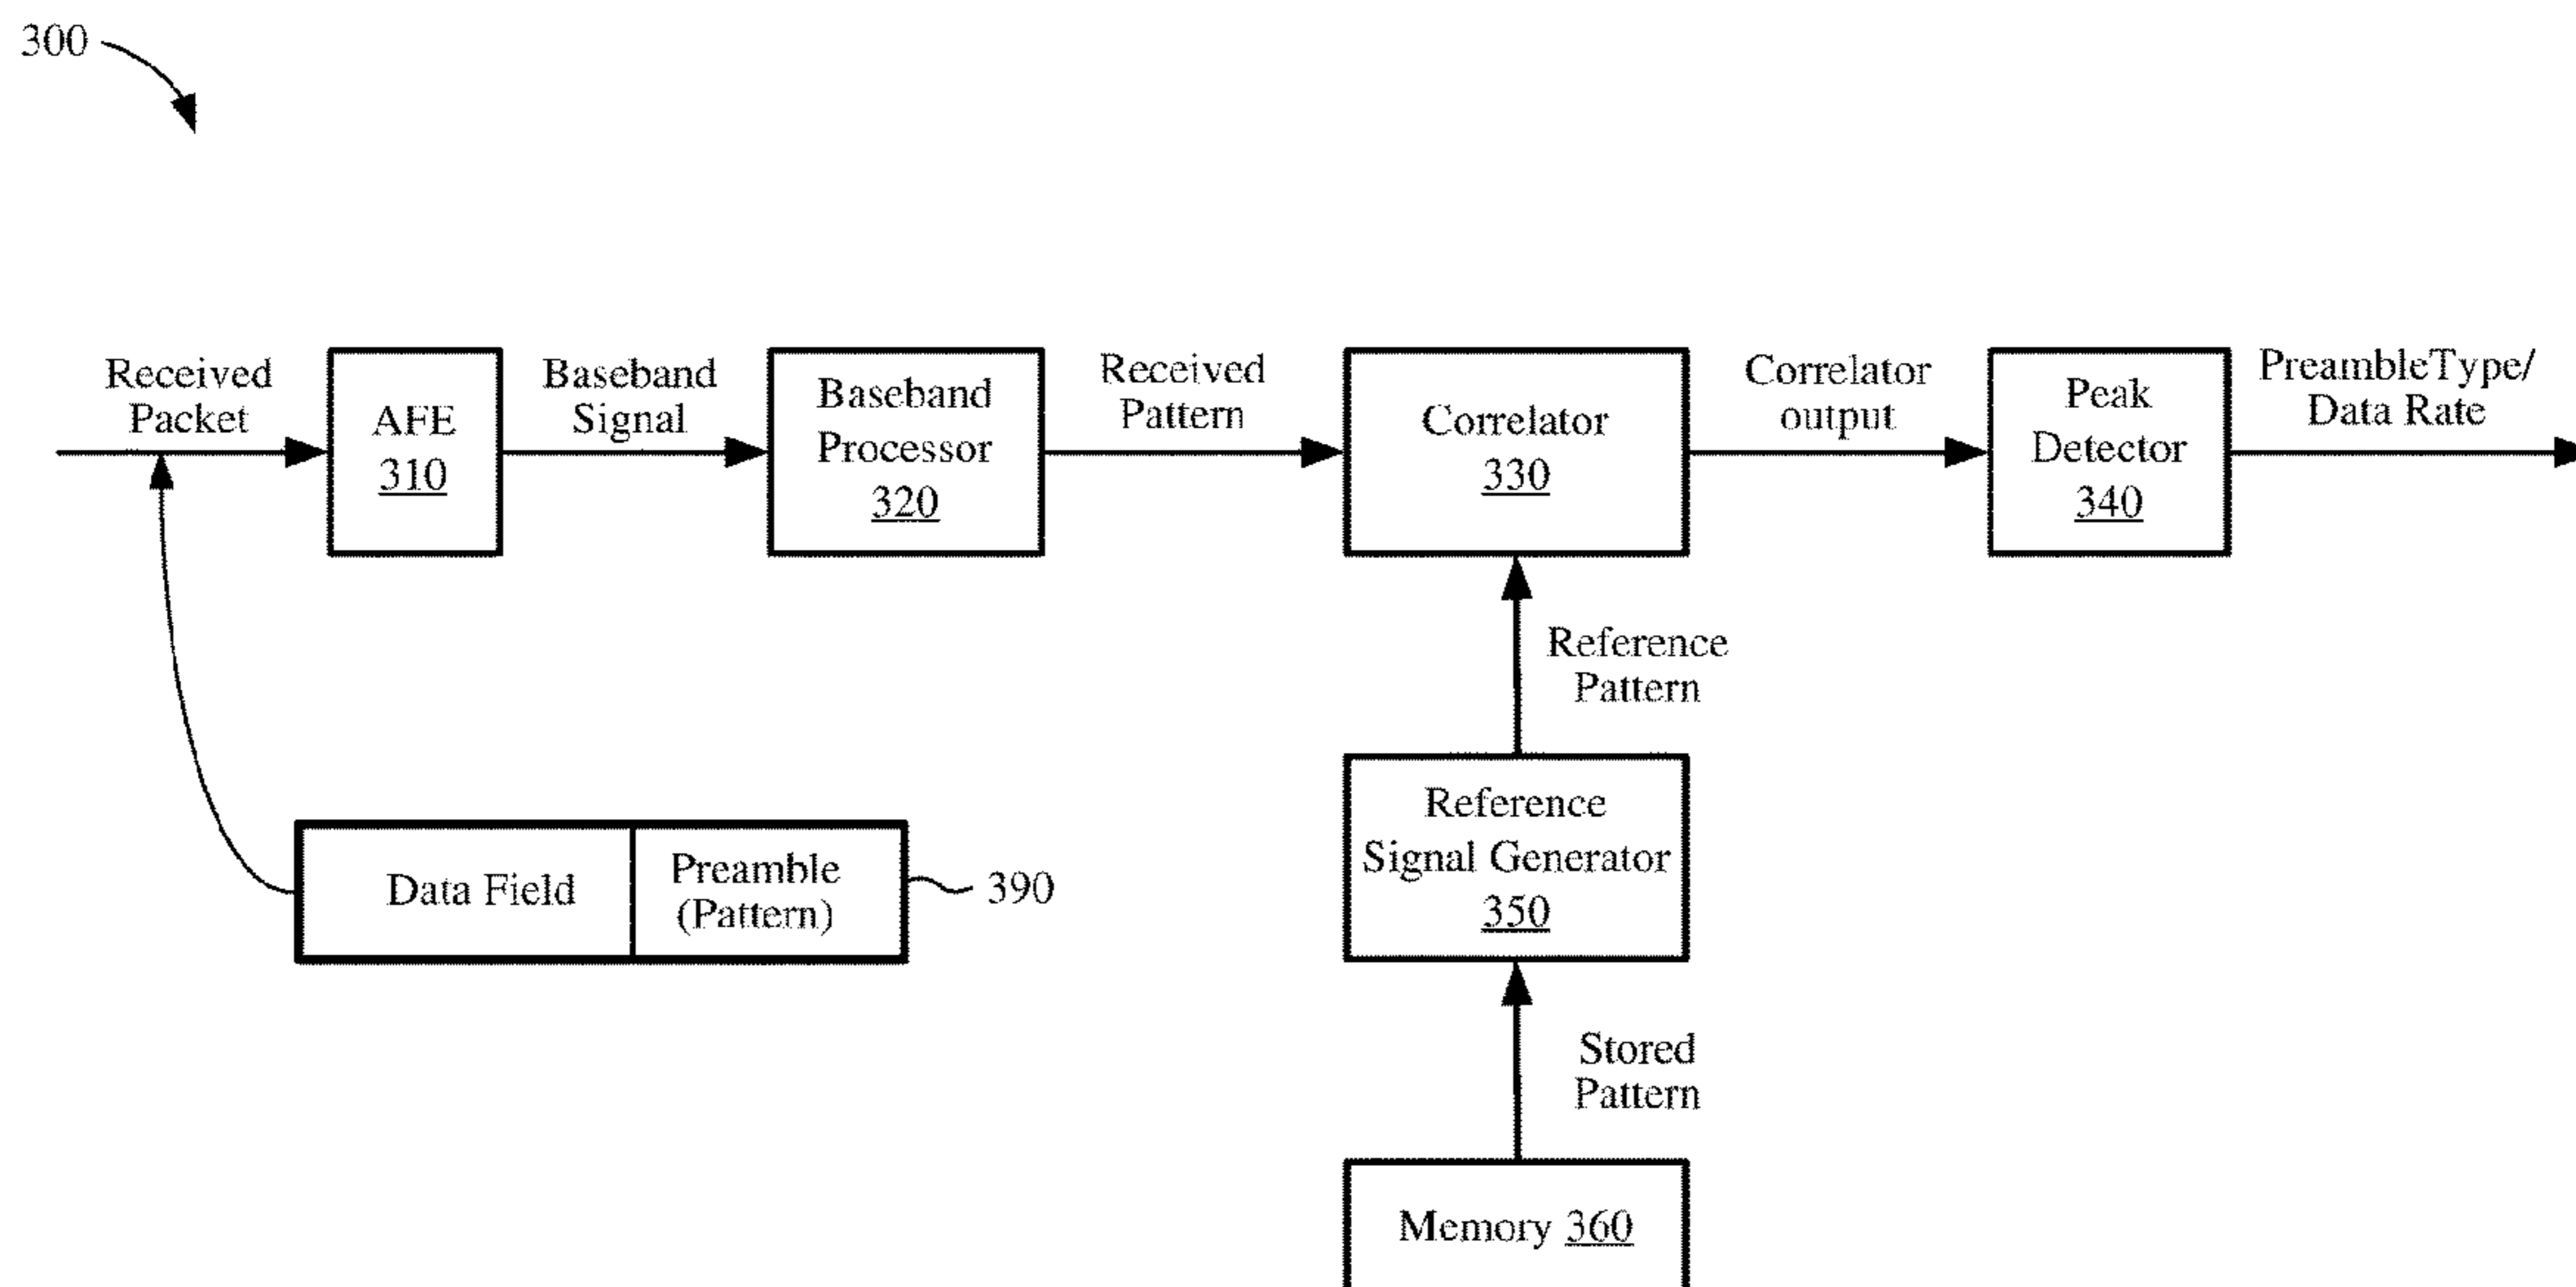 300
Received
Packet
AFE
310
Baseband
Signal
Baseband
Processor
320
Received
Pattern
Correlator
330
Correlator
output
Peak
Detector
340
PreambleType/
Data Rate
Reference
Pattern
Reference
Signal Generator
350
Data Field
Preamble
(Pattern)
390
Stored
Pattern
Memory 360